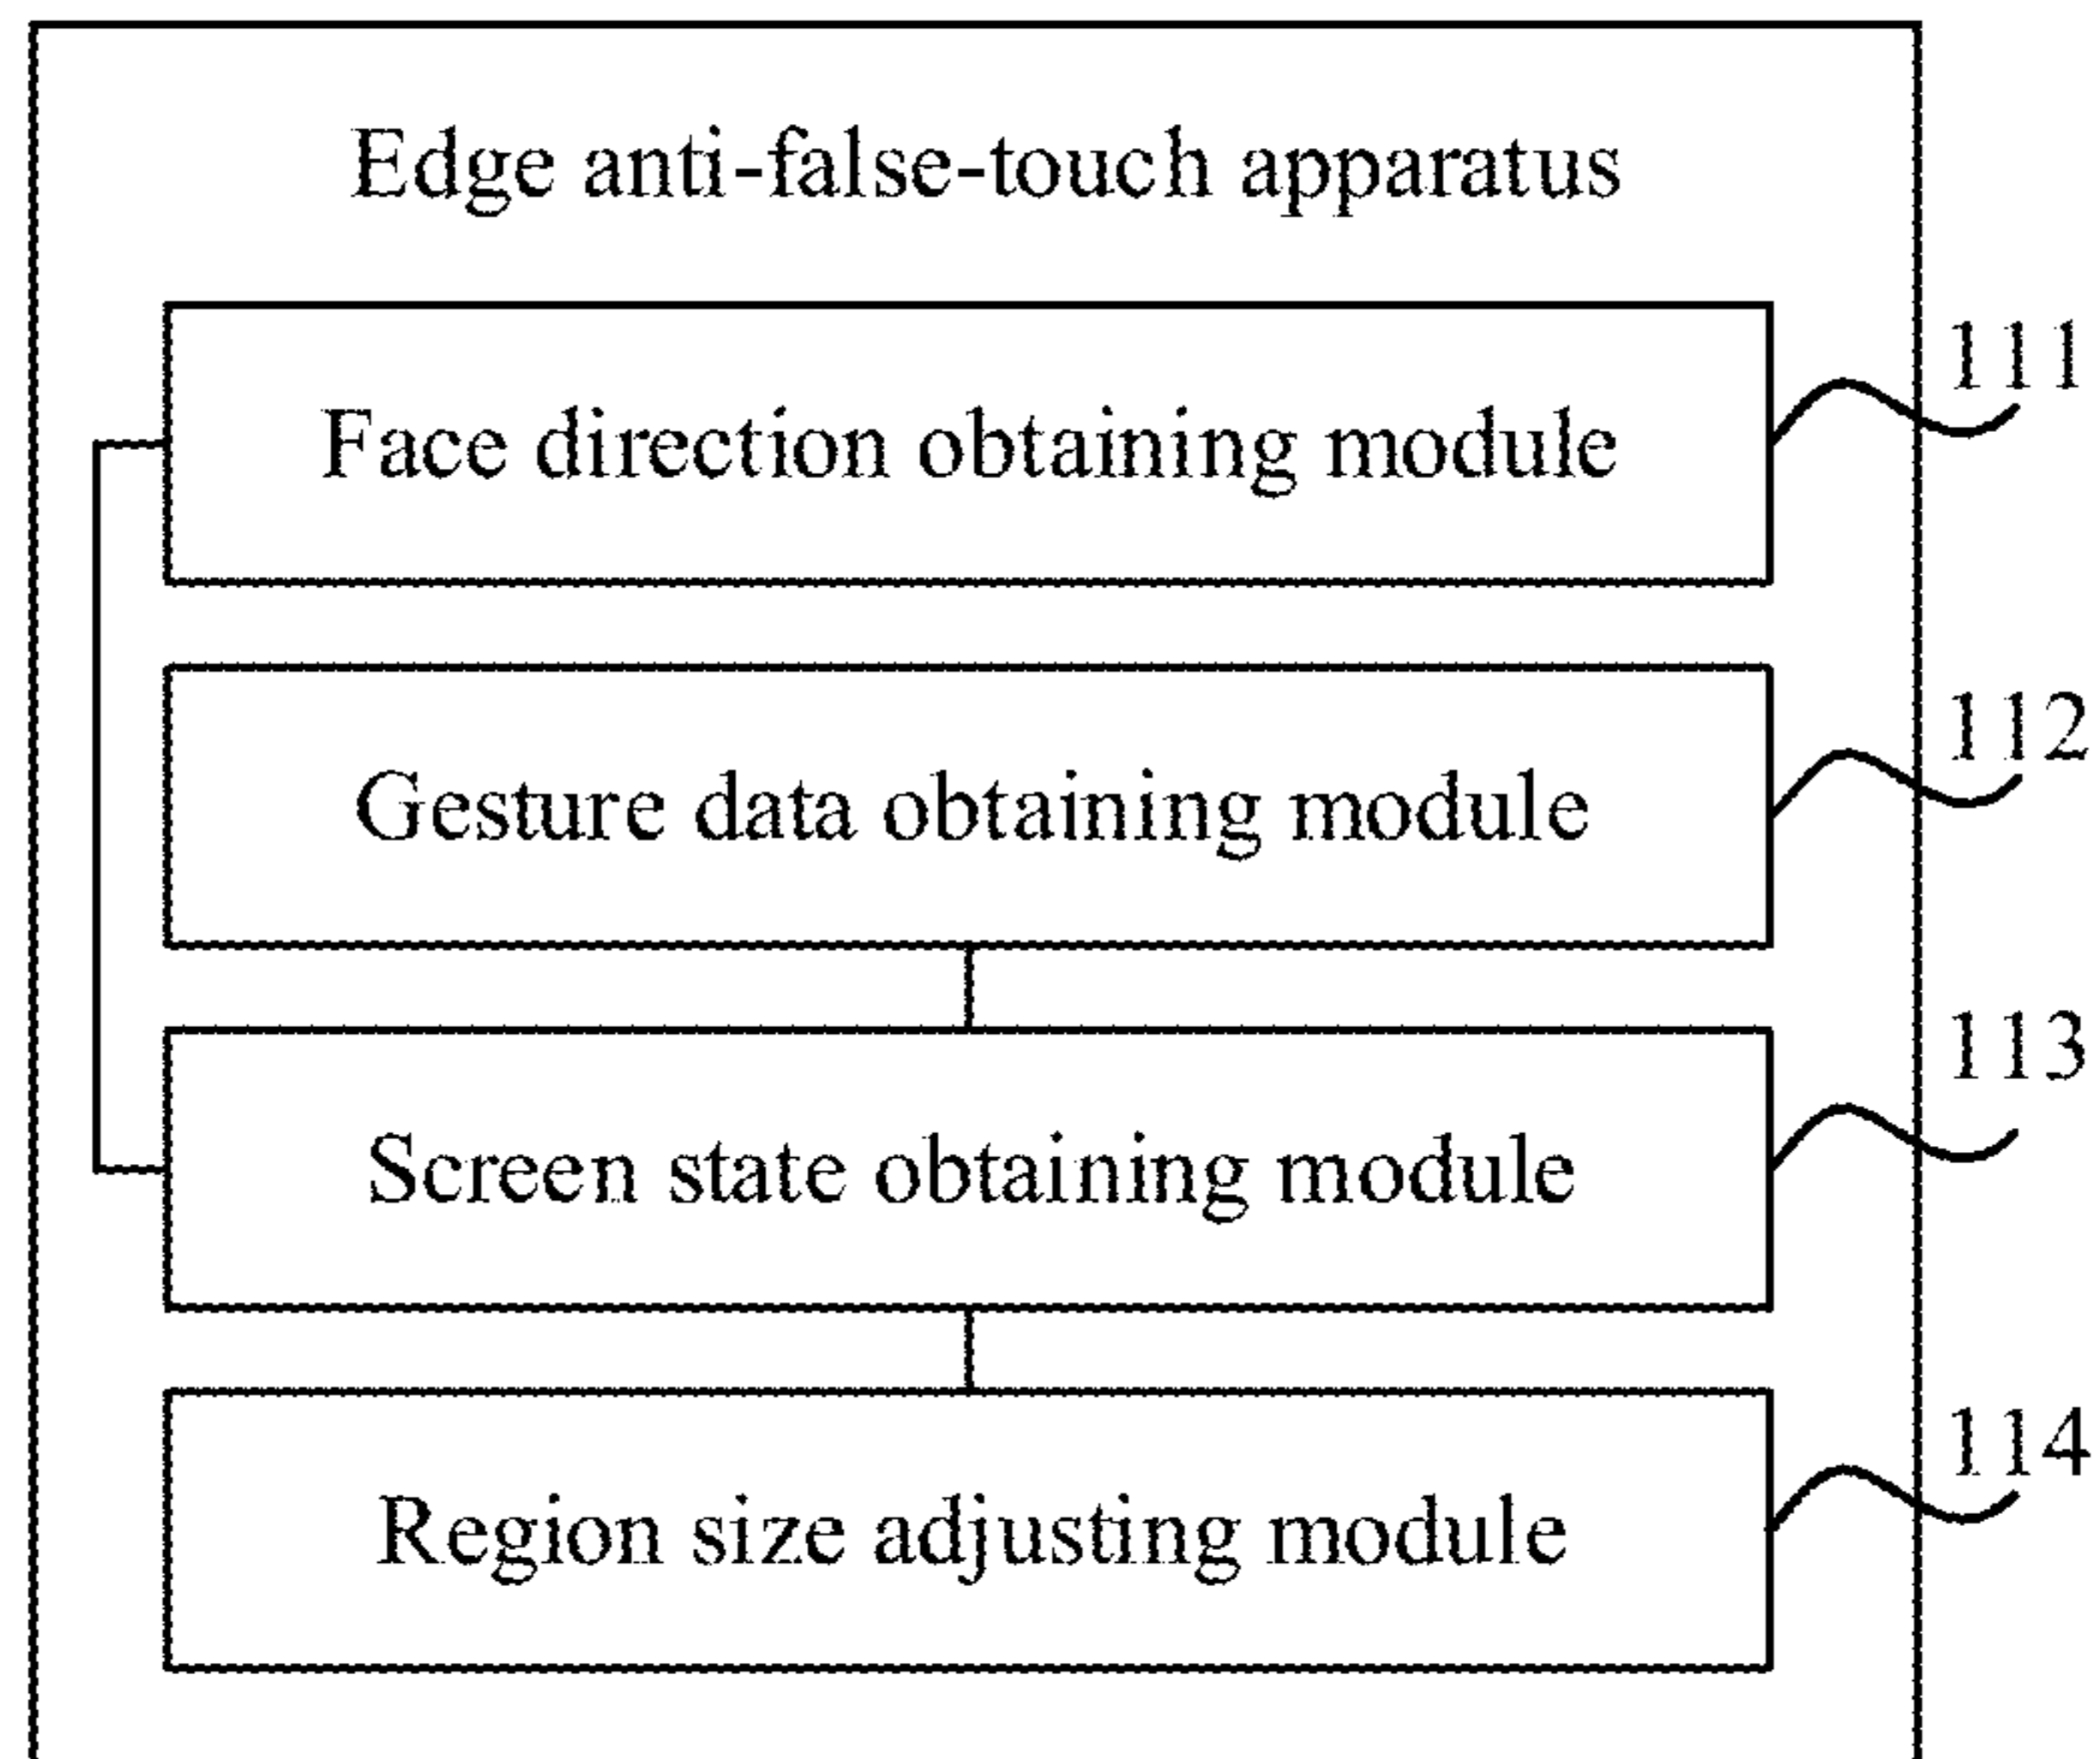 Edge anti-false-touch apparatus
Face direction obtaining module
111
Gesture data obtaining module
112
Screen state obtaining module
113
Region size adjusting module
114